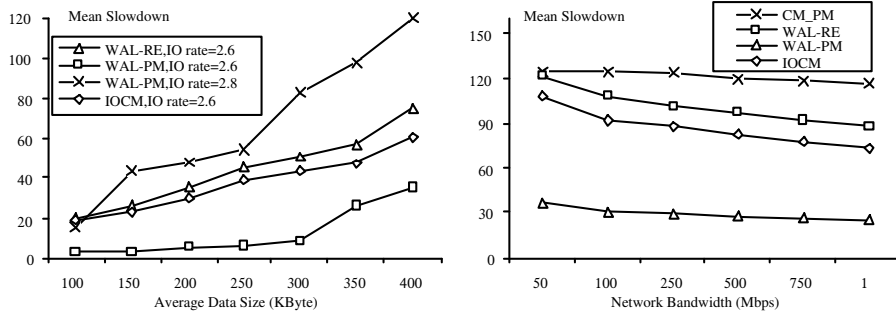 Mean Slowdown
120
100
80
60
40
20
0
WAL-RE,IO rate=2.6
WAL-PM,IO rate=2.6
WAL-PM,IO rate=2.8
IOCM,IO rate=2.6
100 150 200 250 300 350 400
Average Data Size (KByte)
Mean Slowdown
150
120
90
60
30
0
CM_PM
WAL-RE
WAL-PM
IOCM
50 100 250 500 750 1
Network Bandwidth (Mbps)